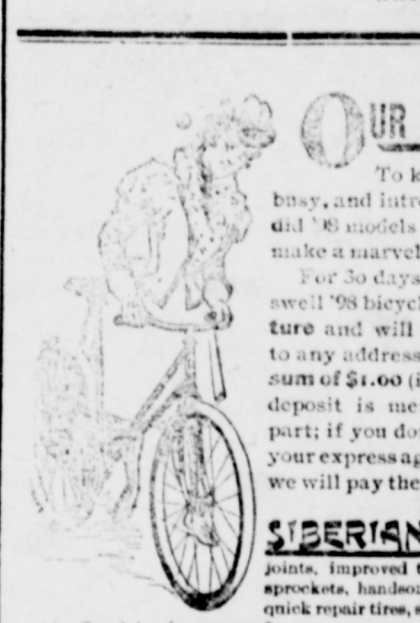 OUR
To k
busy, and intr
did '98 models
make a marvel
For 30 days
swell '98 bicycl
ture and will
to any address
sum of $1.00 (i
deposit is me
part; if you do
your express ag
we will pay the
SIBERIAN
joints, improved t
sprockets, handso
quick repair tires, s